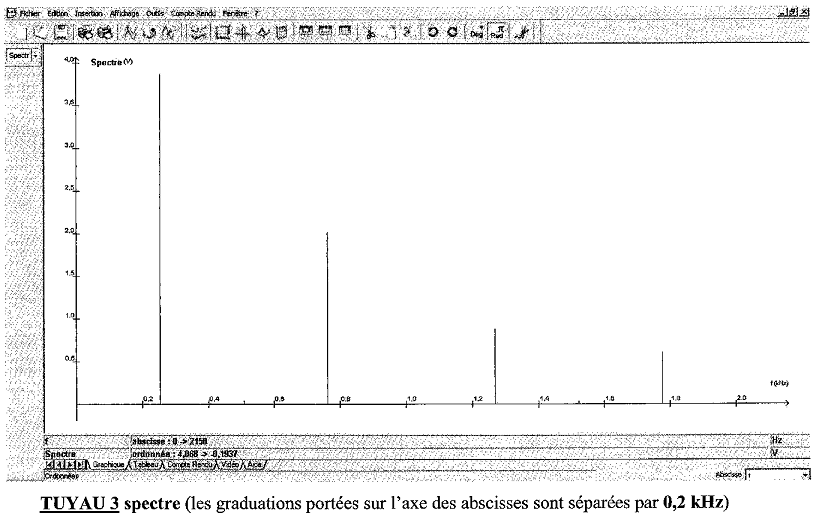 Fichier Edition Insertion Affichage Outils Compte Rendu Fenêtre ?
Spectr
Spectre (V)
4,0
3,5
3,0
2,5
2,0
1,5
1,0
0,5
0,2 0,4 0,6 0,8 1,0 1,2 1,4 1,6 1,8 2,0
f (kHz)
f abscisse : 0 -> 2150 Hz
Spectre ordonnée : 4,068 -> -0,1937 V
Graphique Tableau Compte Rendu Vidéo Aide
Ordonnées Abscisse f
TUYAU 3 spectre (les graduations portées sur l'axe des abscisses sont séparées par 0,2 kHz)